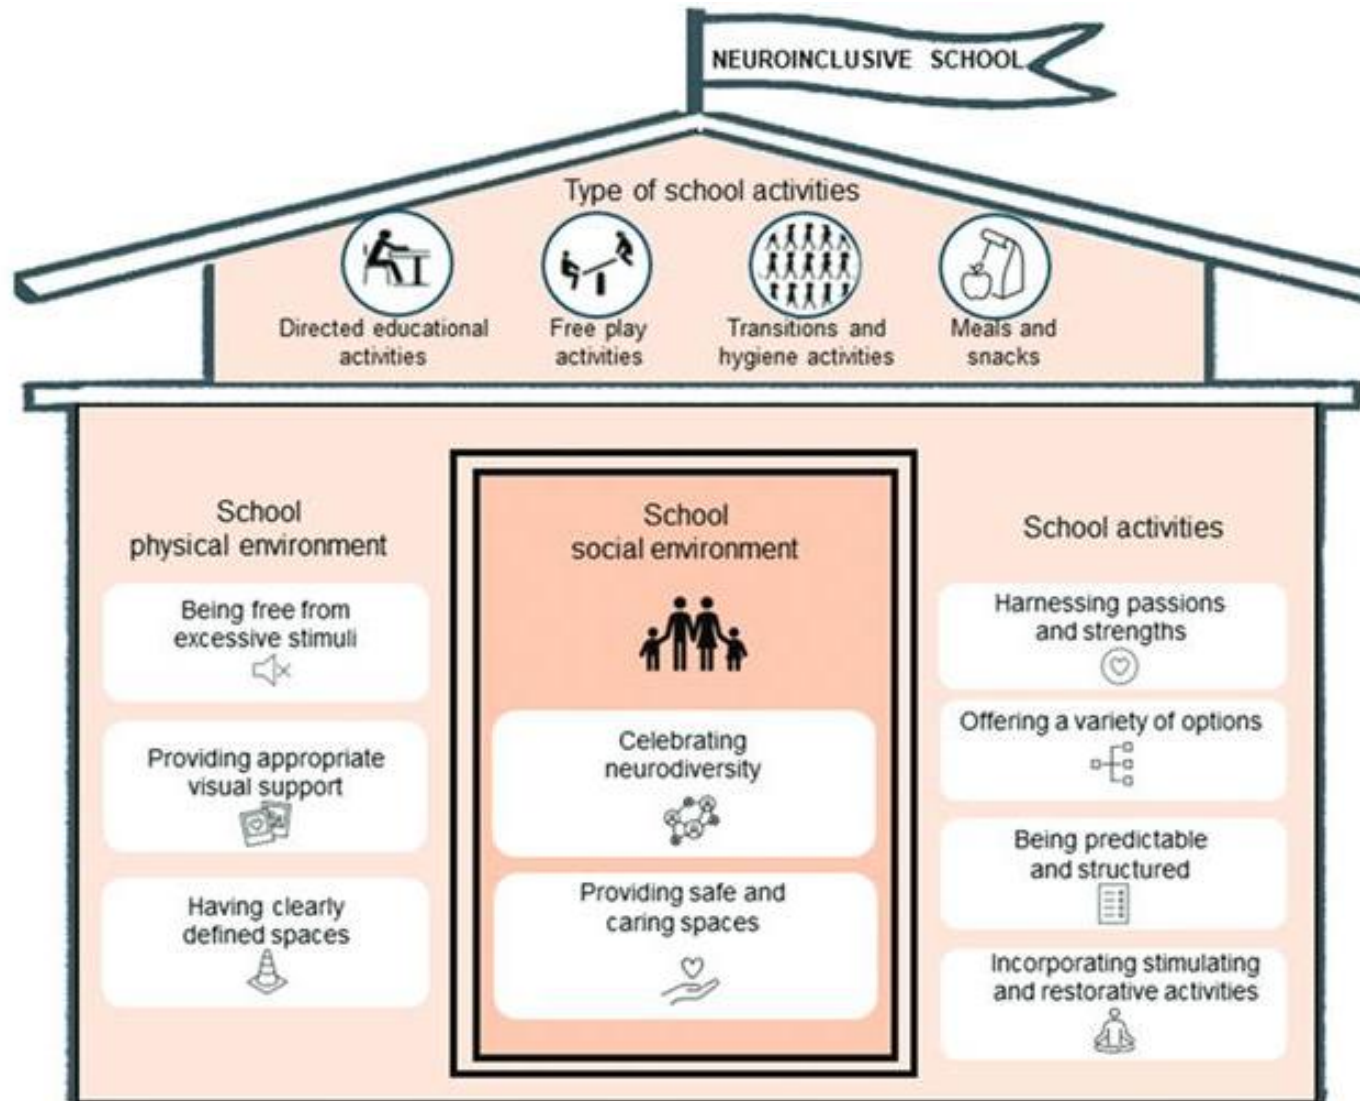 NEUROINCLUSIVE SCHOOL
Type of school activities
Directed educational
activities
Free play
activities
Transitions and
hygiene activities
Meals and
snacks
School
physical environment
Being free from
excessive stimuli
Providing appropriate
visual support
Having clearly
defined spaces
School
social environment
Celebrating
neurodiversity
Providing safe and
caring spaces
School activities
Harnessing passions
and strengths
Offering a variety of options
Being predictable
and structured
Incorporating stimulating
and restorative activities